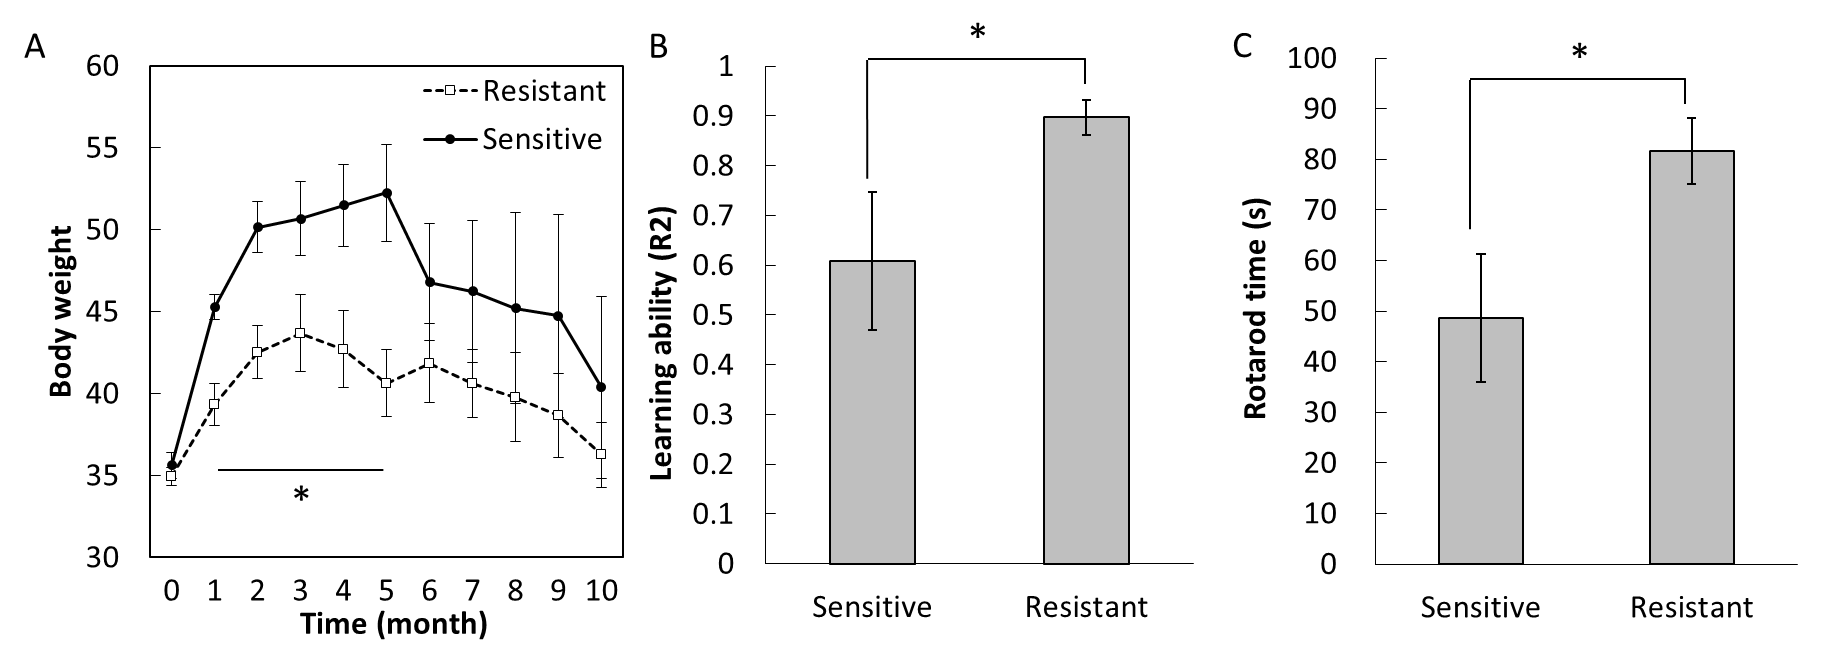 A
60
55
50
45
40
35
30
Body weight
Resistant
Sensitive
*
0 1 2 3 4 5 6 7 8 9 10
Time (month)
B
*
1
0.9
0.8
0.7
0.6
0.5
0.4
0.3
0.2
0.1
0
Learning ability (R2)
Sensitive Resistant
C
*
100
90
80
70
60
50
40
30
20
10
0
Rotarod time (s)
Sensitive Resistant